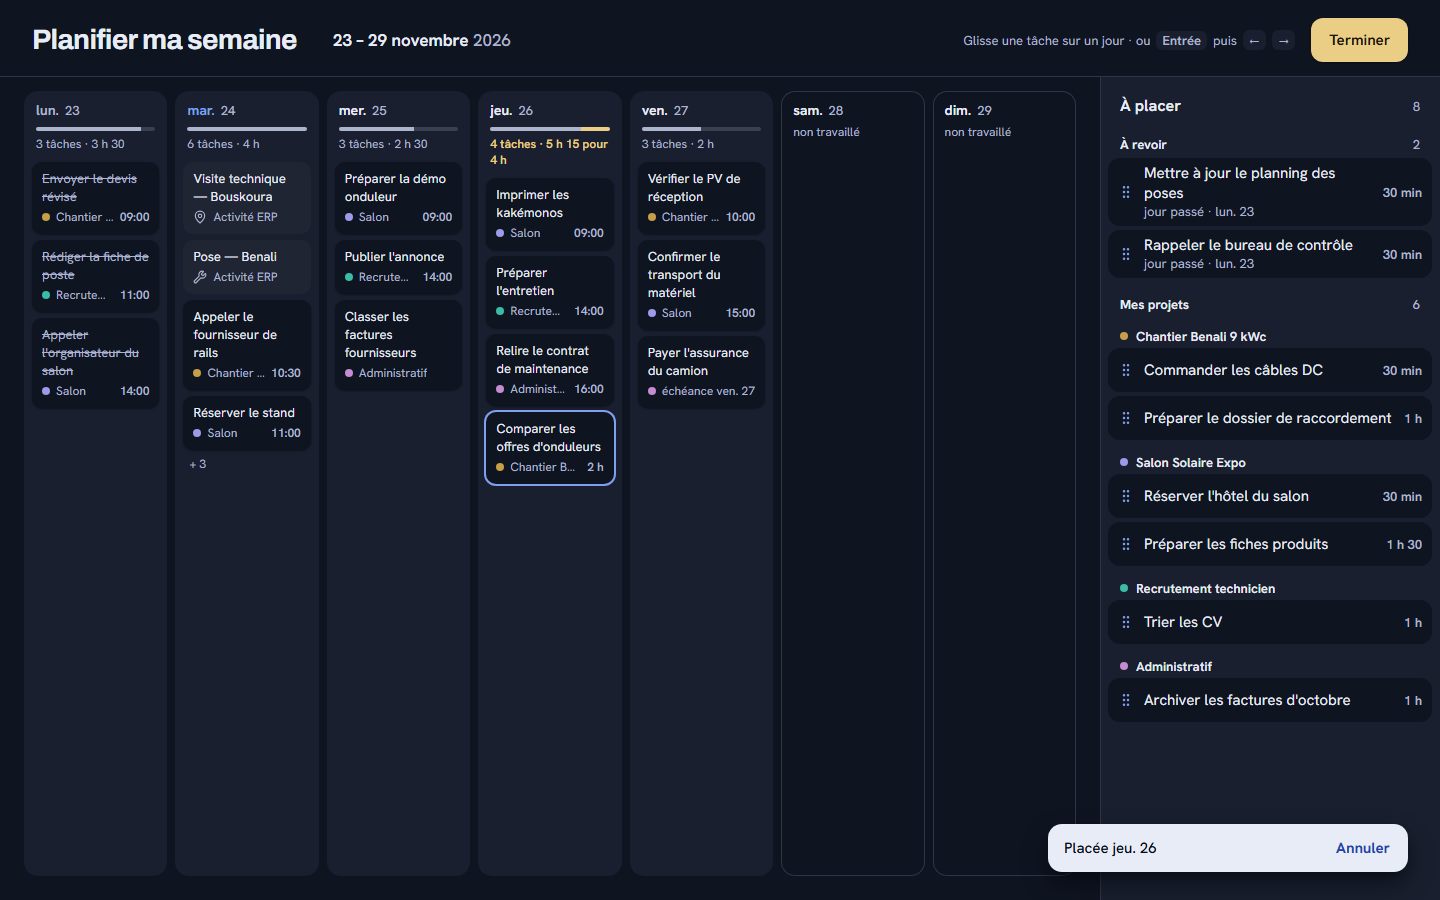 Planifier ma semaine
23 – 29 novembre 2026
Glisse une tâche sur un jour · ou Entrée puis ← →
Terminer
lun. 23
3 tâches · 3 h 30
Envoyer le devis
révisé
Chantier ... 09:00
Rédiger la fiche de
poste
Recrute... 11:00
Appeler
l'organisateur du
salon
Salon 14:00
mar. 24
6 tâches · 4 h
Visite technique
— Bouskoura
Activité ERP
Pose — Benali
Activité ERP
Appeler le
fournisseur de
rails
Chantier ... 10:30
Réserver le stand
Salon 11:00
+ 3
mer. 25
3 tâches · 2 h 30
Préparer la démo
onduleur
Salon 09:00
Publier l'annonce
Recrute... 14:00
Classer les
factures
fournisseurs
Administratif
jeu. 26
4 tâches · 5 h 15 pour
4 h
Imprimer les
kakémonos
Salon 09:00
Préparer
l'entretien
Recrute... 14:00
Relire le contrat
de maintenance
Administ... 16:00
Comparer les
offres d'onduleurs
Chantier B... 2 h
ven. 27
3 tâches · 2 h
Vérifier le PV de
réception
Chantier ... 10:00
Confirmer le
transport du
matériel
Salon 15:00
Payer l'assurance
du camion
échéance ven. 27
sam. 28
non travaillé
dim. 29
non travaillé
À placer 8
À revoir 2
Mettre à jour le planning des
poses
jour passé · lun. 23
30 min
Rappeler le bureau de contrôle
jour passé · lun. 23
30 min
Mes projets 6
Chantier Benali 9 kWc
Commander les câbles DC 30 min
Préparer le dossier de raccordement 1 h
Salon Solaire Expo
Réserver l'hôtel du salon 30 min
Préparer les fiches produits 1 h 30
Recrutement technicien
Trier les CV 1 h
Administratif
Archiver les factures d'octobre 1 h
Placée jeu. 26 Annuler